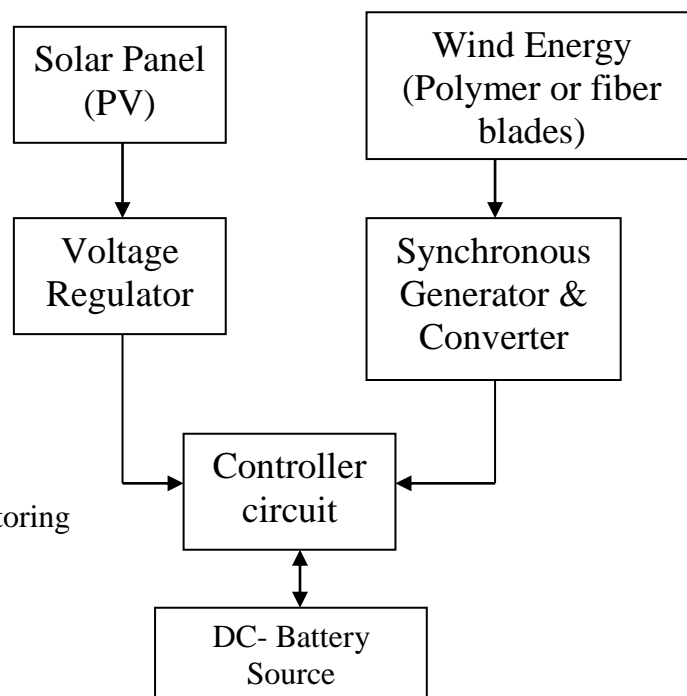 Solar Panel
(PV)
Wind Energy
(Polymer or fiber
blades)
Voltage
Regulator
Synchronous
Generator &
Converter
Controller
circuit
toring
DC- Battery
Source